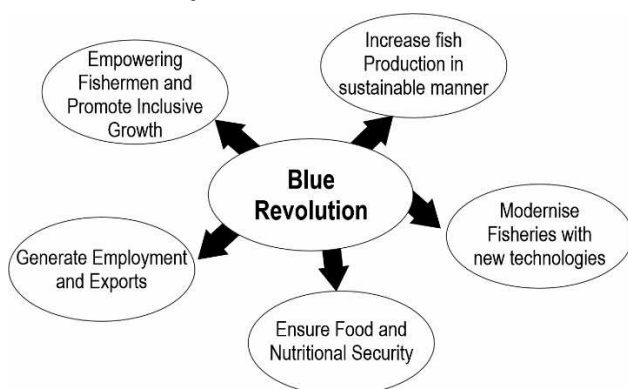 Empowering
Fishermen and
Promote Inclusive
Growth
Increase fish
Production in
sustainable manner
Blue
Revolution
Modernise
Fisheries with
new technologies
Generate Employment
and Exports
Ensure Food and
Nutritional Security